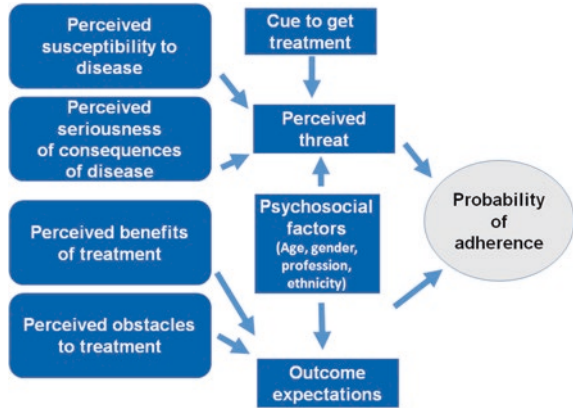 Perceived
susceptibility to
disease
Cue to get
treatment
Perceived
seriousness
of consequences
of disease
Perceived
threat
Psychosocial
factors
(Age, gender,
profession,
ethnicity)
Probability
of
adherence
Perceived benefits
of treatment
Perceived obstacles
to treatment
Outcome
expectations